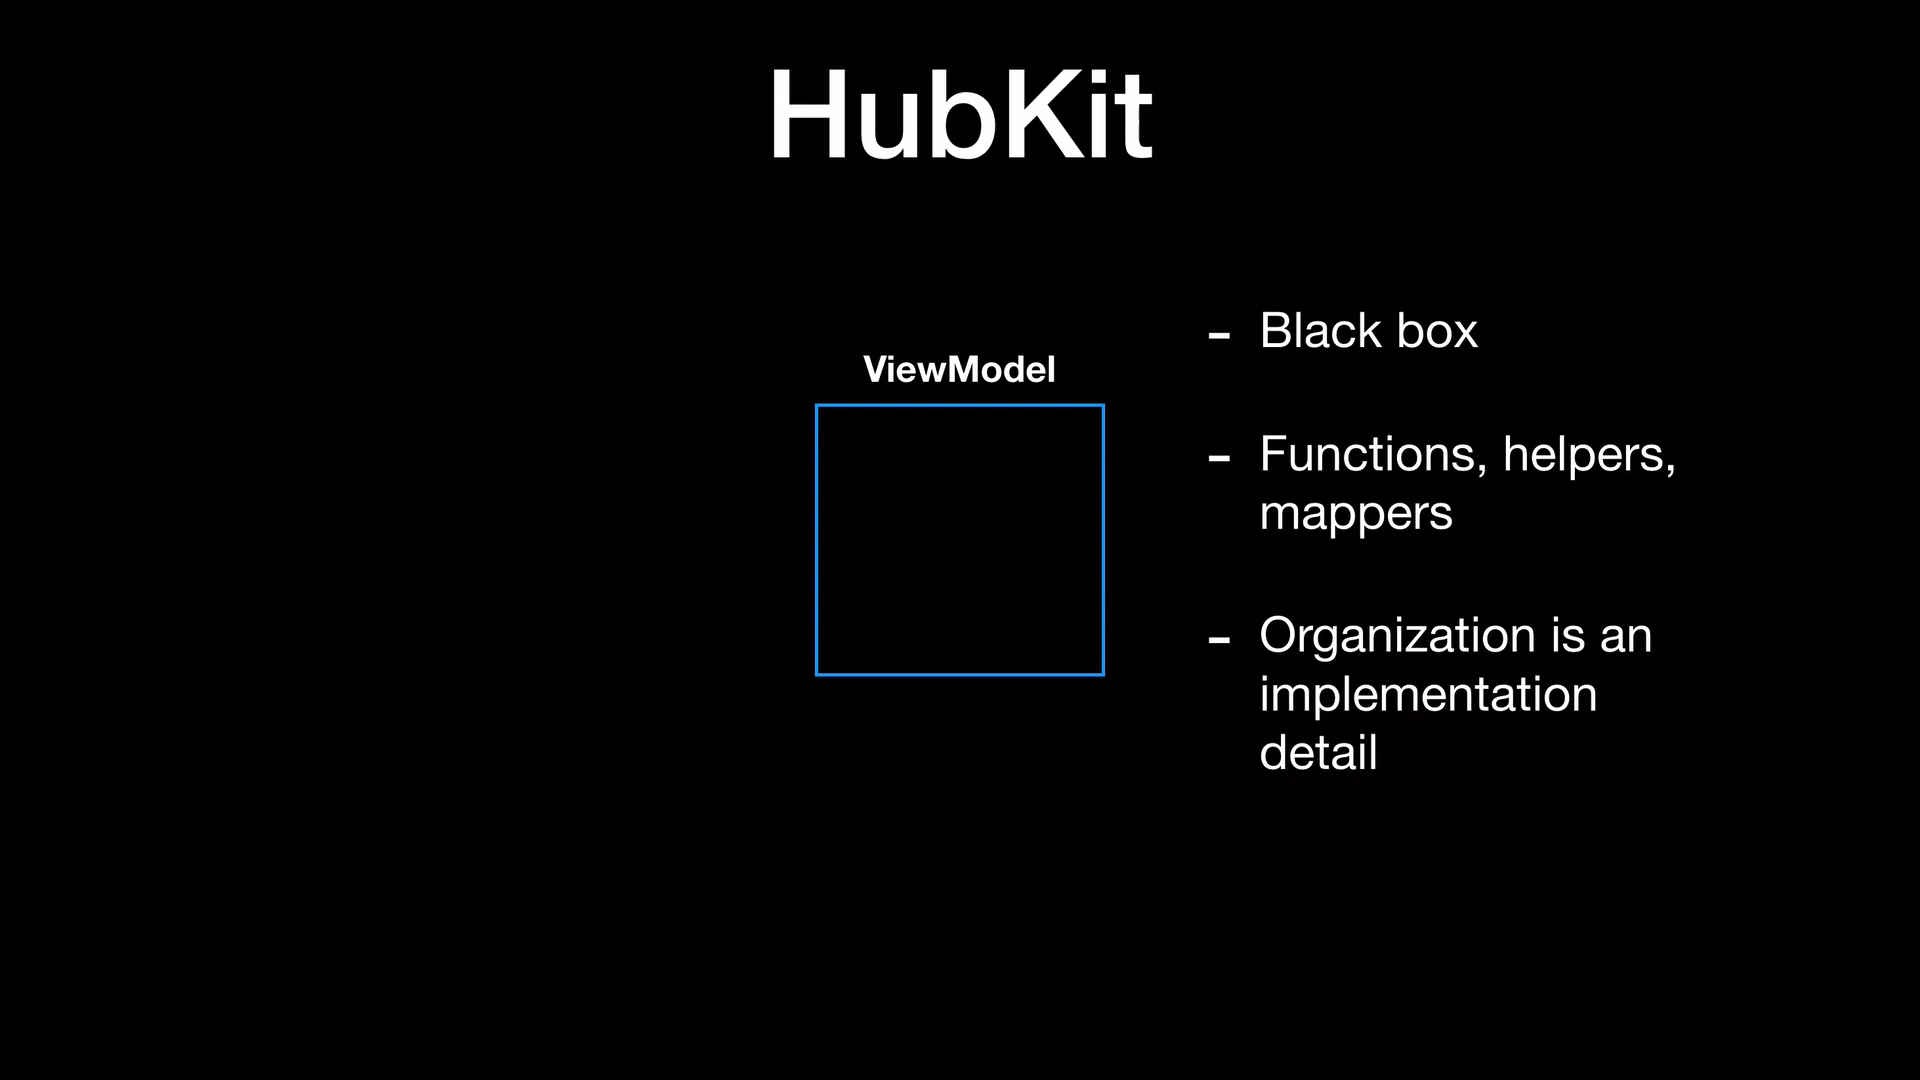 HubKit
ViewModel
- Black box
- Functions, helpers,
mappers
- Organization is an
implementation
detail